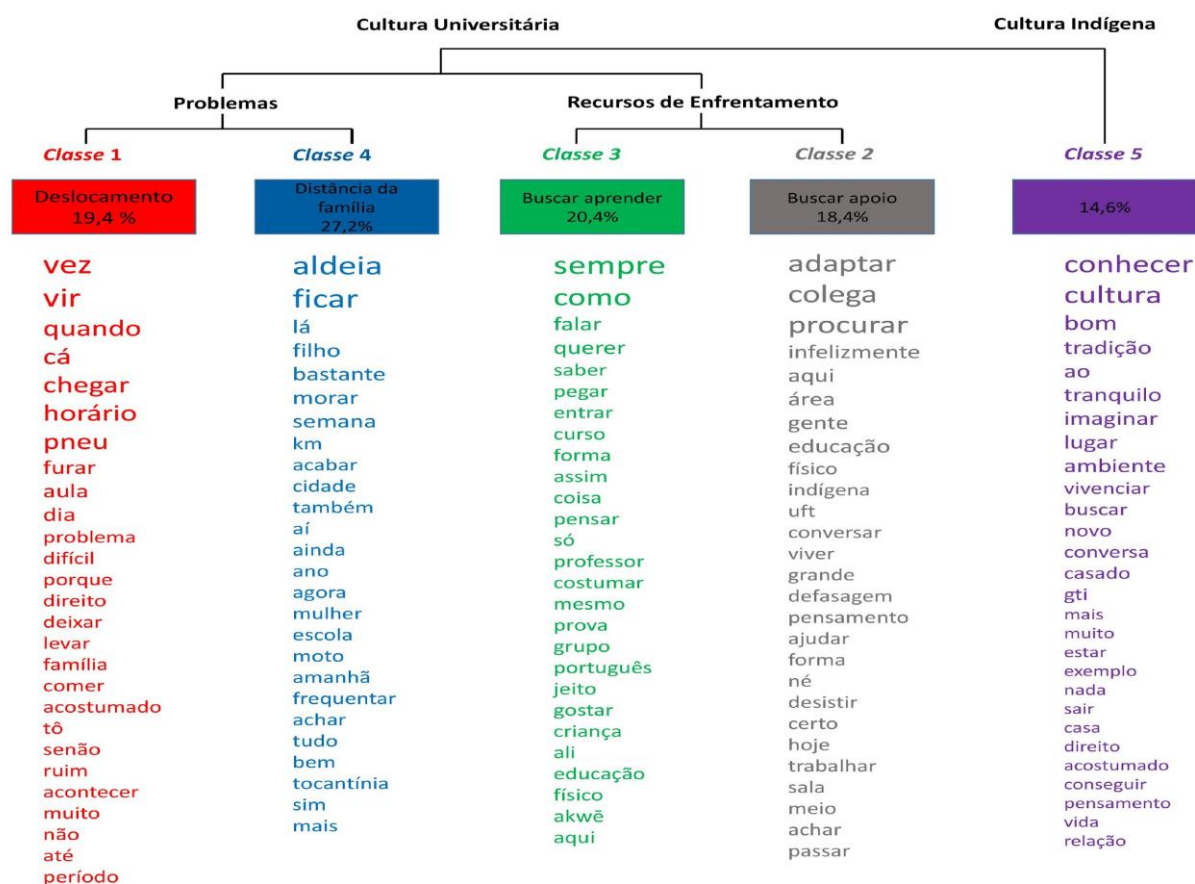 Cultura Universitária
Cultura Indígena
Problemas
Recursos de Enfrentamento
Classe 1
Classe 4
Classe 3
Classe 2
Classe 5
Deslocamento
19,4 %
Distância da
família
27,2%
Buscar aprender
20,4%
Buscar apoio
18,4%
14,6%
vez
vir
quando
cá
chegar
horário
pneu
furar
aula
dia
problema
difícil
porque
direito
deixar
levar
família
comer
acostumado
tô
senão
ruim
acontecer
muito
não
até
período
aldeia
ficar
lá
filho
bastante
morar
semana
km
acabar
cidade
também
aí
ainda
ano
agora
mulher
escola
moto
amanhã
frequentar
achar
tudo
bem
tocantínia
sim
mais
sempre
como
falar
querer
saber
pegar
entrar
curso
forma
assim
coisa
pensar
só
professor
costumar
mesmo
prova
grupo
português
jeito
gostar
criança
ali
educação
físico
akwẽ
aqui
adaptar
colega
procurar
infelizmente
aqui
área
gente
educação
físico
indígena
uft
conversar
viver
grande
defasagem
pensamento
ajudar
forma
né
desistir
certo
hoje
trabalhar
sala
meio
achar
passar
conhecer
cultura
bom
tradição
ao
tranquilo
imaginar
lugar
ambiente
vivenciar
buscar
novo
conversa
casado
gti
mais
muito
estar
exemplo
nada
sair
casa
direito
acostumado
conseguir
pensamento
vida
relação